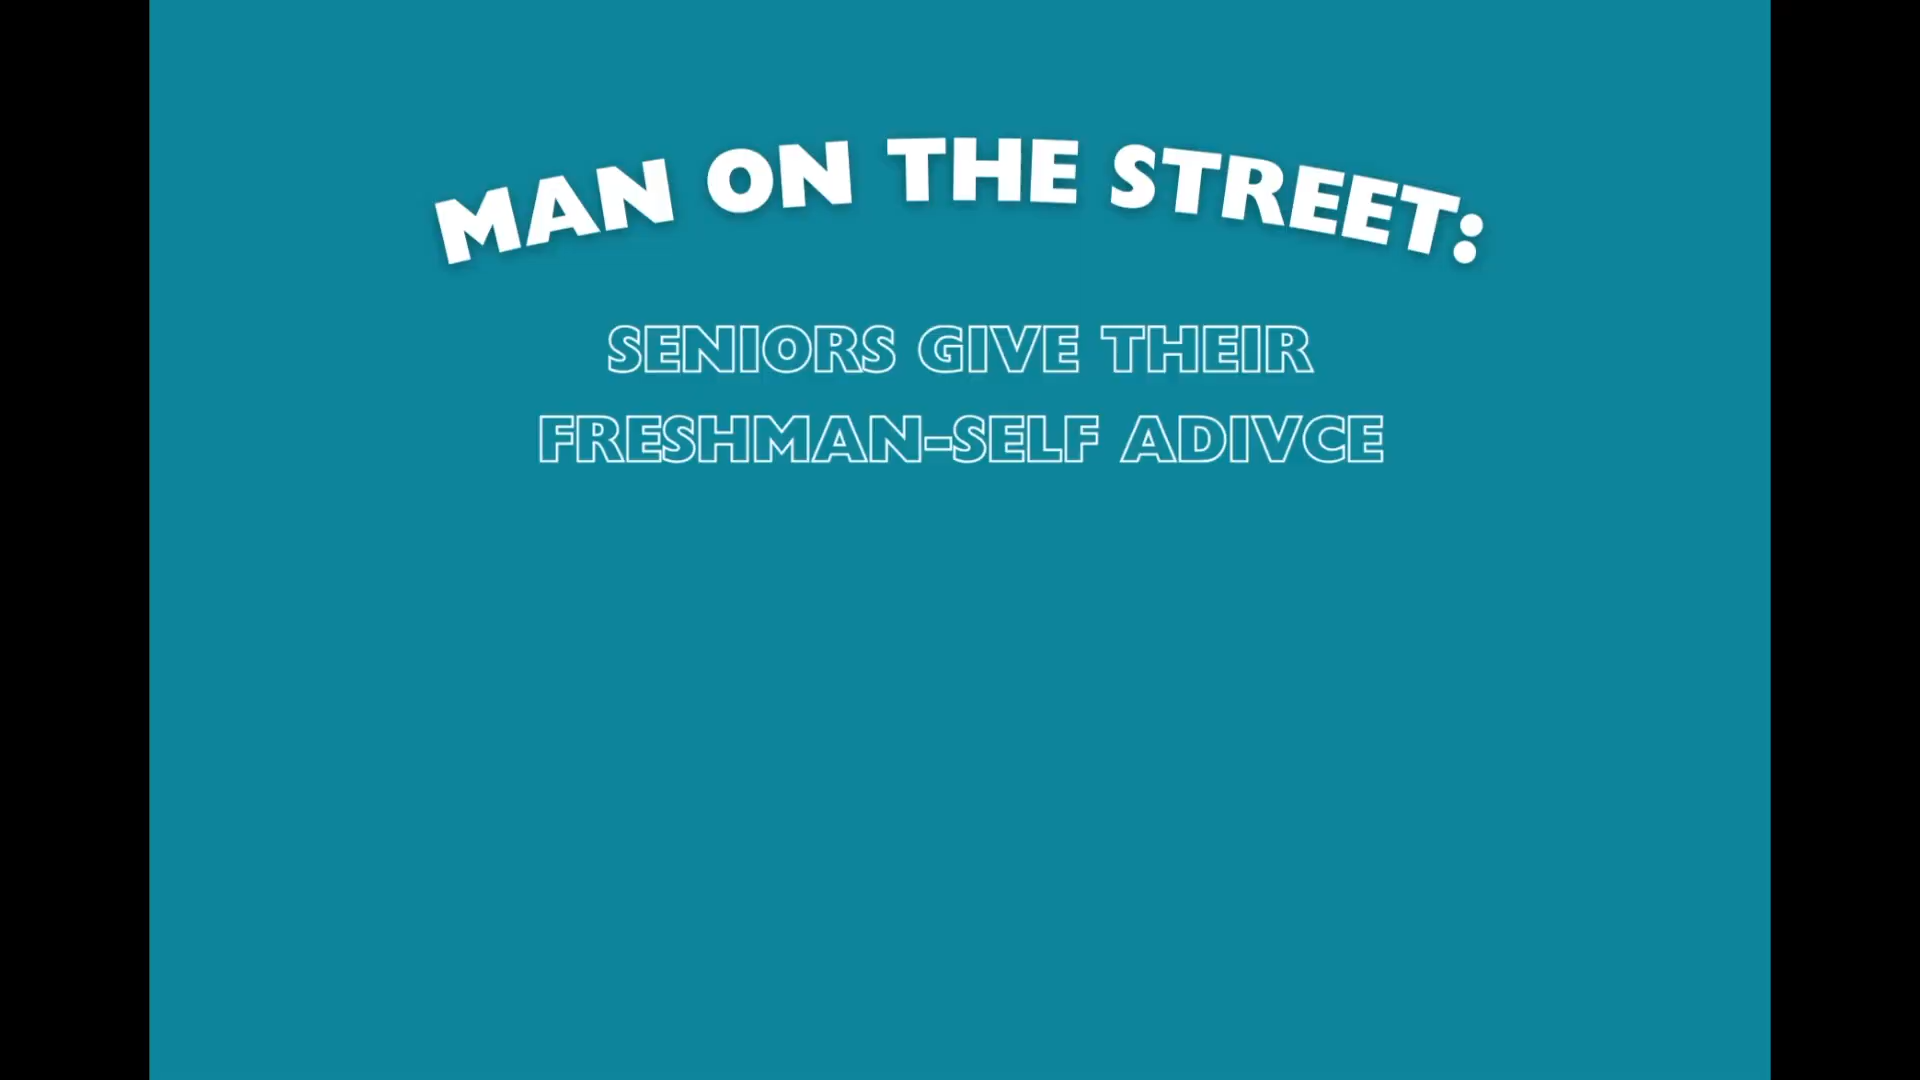 MAN ON THE STREET:
SENIORS GIVE THEIR
FRESHMAN-SELF ADIVCE